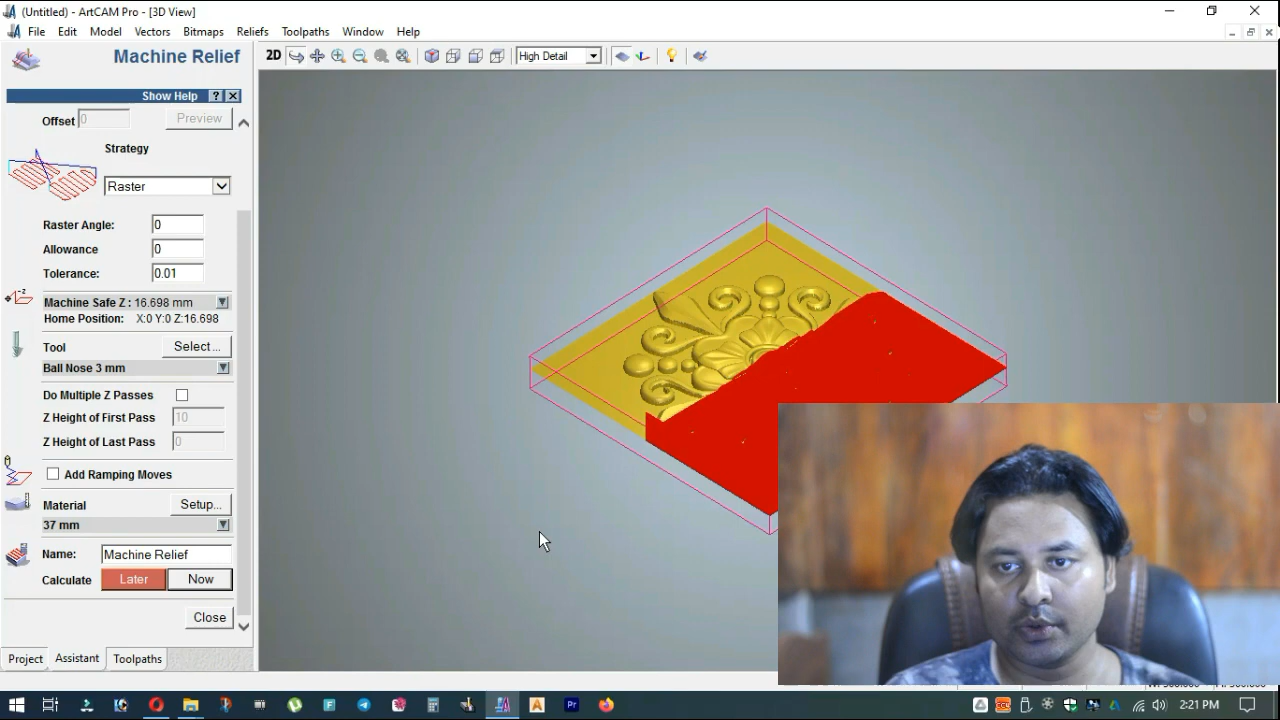 (Untitled) - ArtCAM Pro - [3D View]
File Edit Model Vectors Bitmaps Reliefs Toolpaths Window Help
Machine Relief
2D
High Detail
Show Help ?
Offset 0 Preview
Strategy
Raster
Raster Angle: 0
Allowance 0
Tolerance: 0.01
Machine Safe Z : 16.698 mm
Home Position: X:0 Y:0 Z:16.698
Tool Select...
Ball Nose 3 mm
Do Multiple Z Passes
Z Height of First Pass 10
Z Height of Last Pass 0
Add Ramping Moves
Material Setup...
37 mm
Name: Machine Relief
Calculate Later Now
Close
Project Assistant Toolpaths
2:21 PM